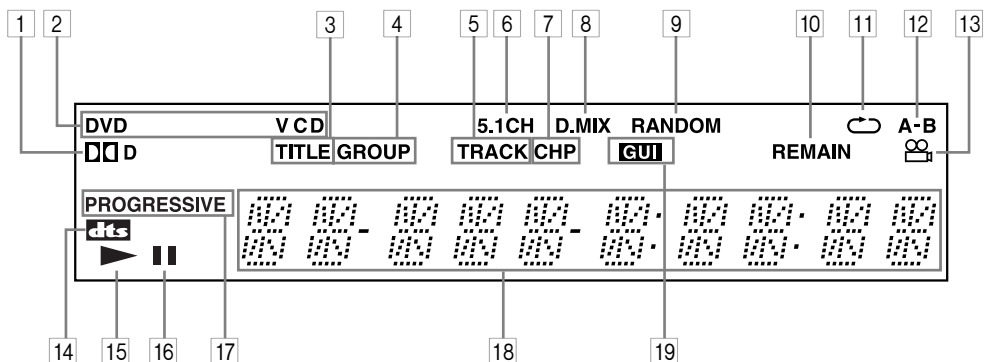 1 2 3 4 5 6 7 8 9 10 11 12 13
DVD VCD 5.1CH D.MIX RANDOM A-B
D TITLE GROUP TRACK CHP GUI REMAIN
PROGRESSIVE
dts
14 15 16 17 18 19